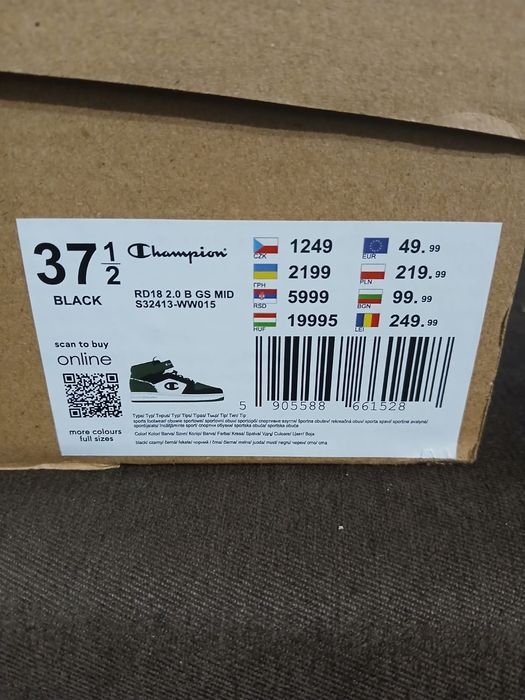 37 1/2
BLACK
Champion
RD18 2.0 B GS MID
S32413-WW015
CZK 1249
EUR 49.99
ГРН 2199
PLN 219.99
RSD 5999
BGN 99.99
HUF 19995
LEI 249.99
scan to buy
online
more colours
full sizes
5 905588 661528